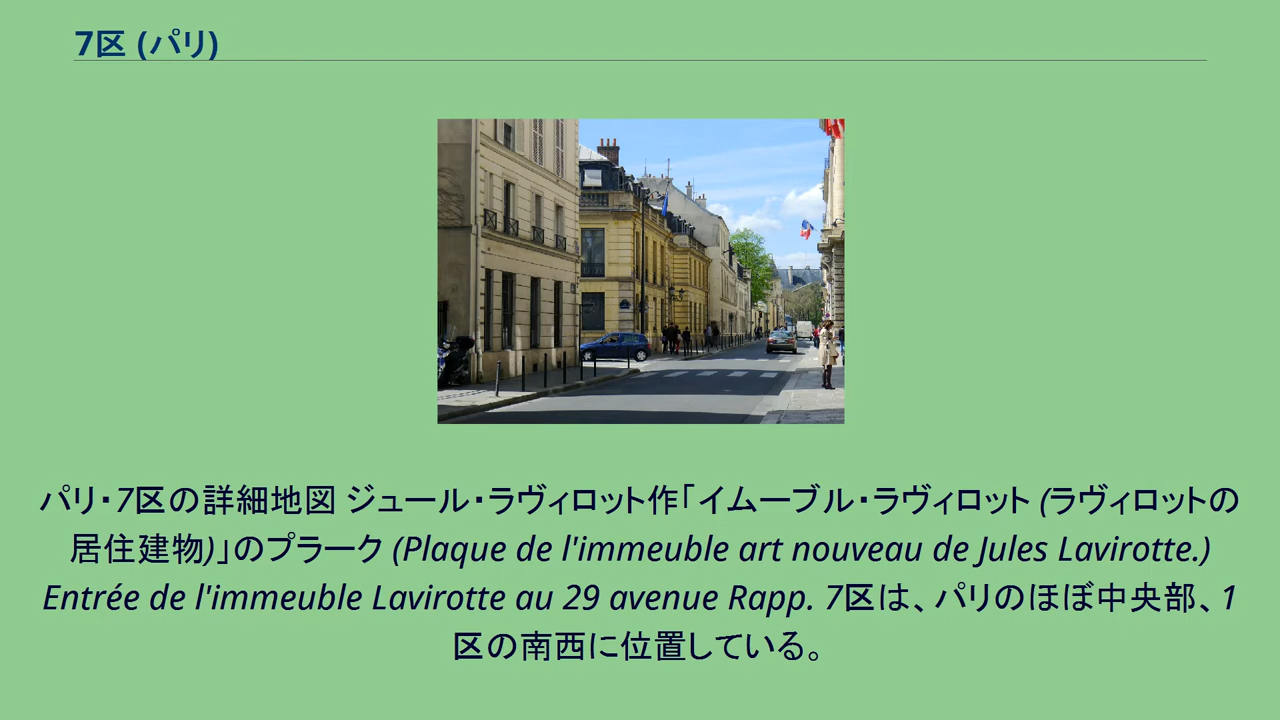 7区 (パリ)
パリ・7区の詳細地図 ジュール・ラヴィロット作「イムーブル・ラヴィロット (ラヴィロットの
居住建物)」のプラーク (Plaque de l'immeuble art nouveau de Jules Lavirotte.)
Entrée de l'immeuble Lavirotte au 29 avenue Rapp. 7区は、パリのほぼ中央部、1
区の南西に位置している。